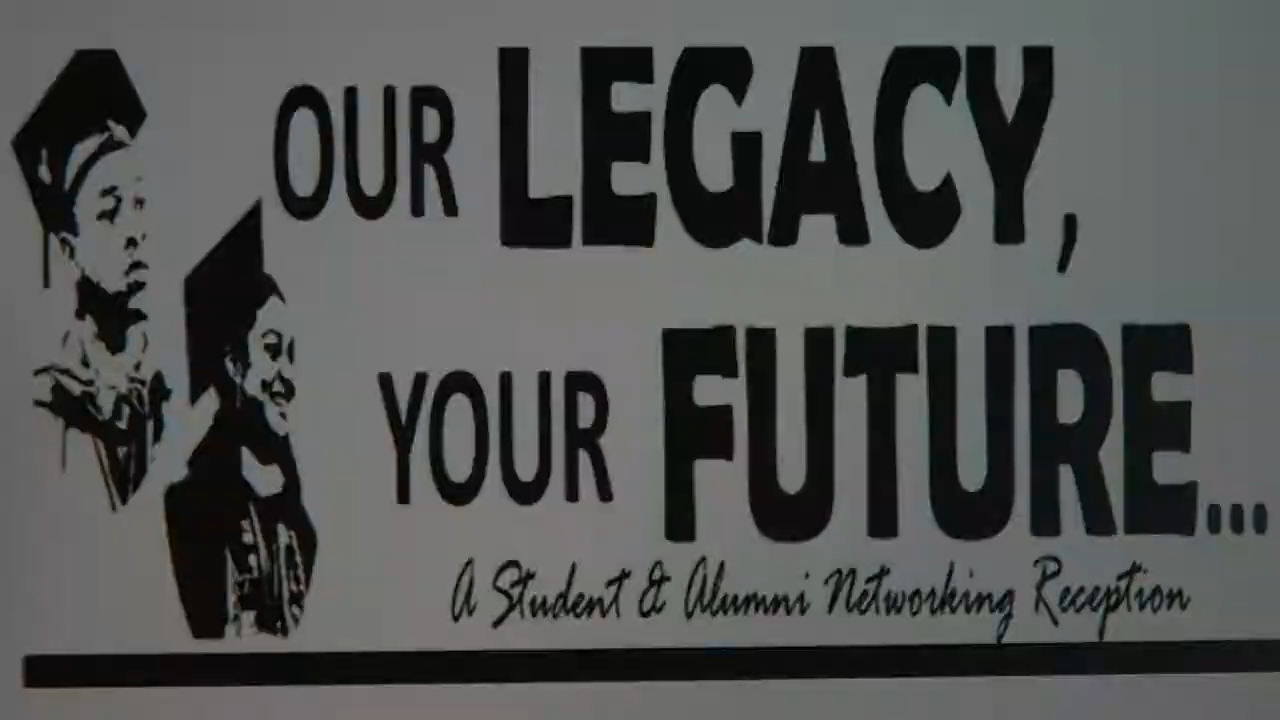 OUR LEGACY,
YOUR FUTURE...
A Student & Alumni Networking Reception